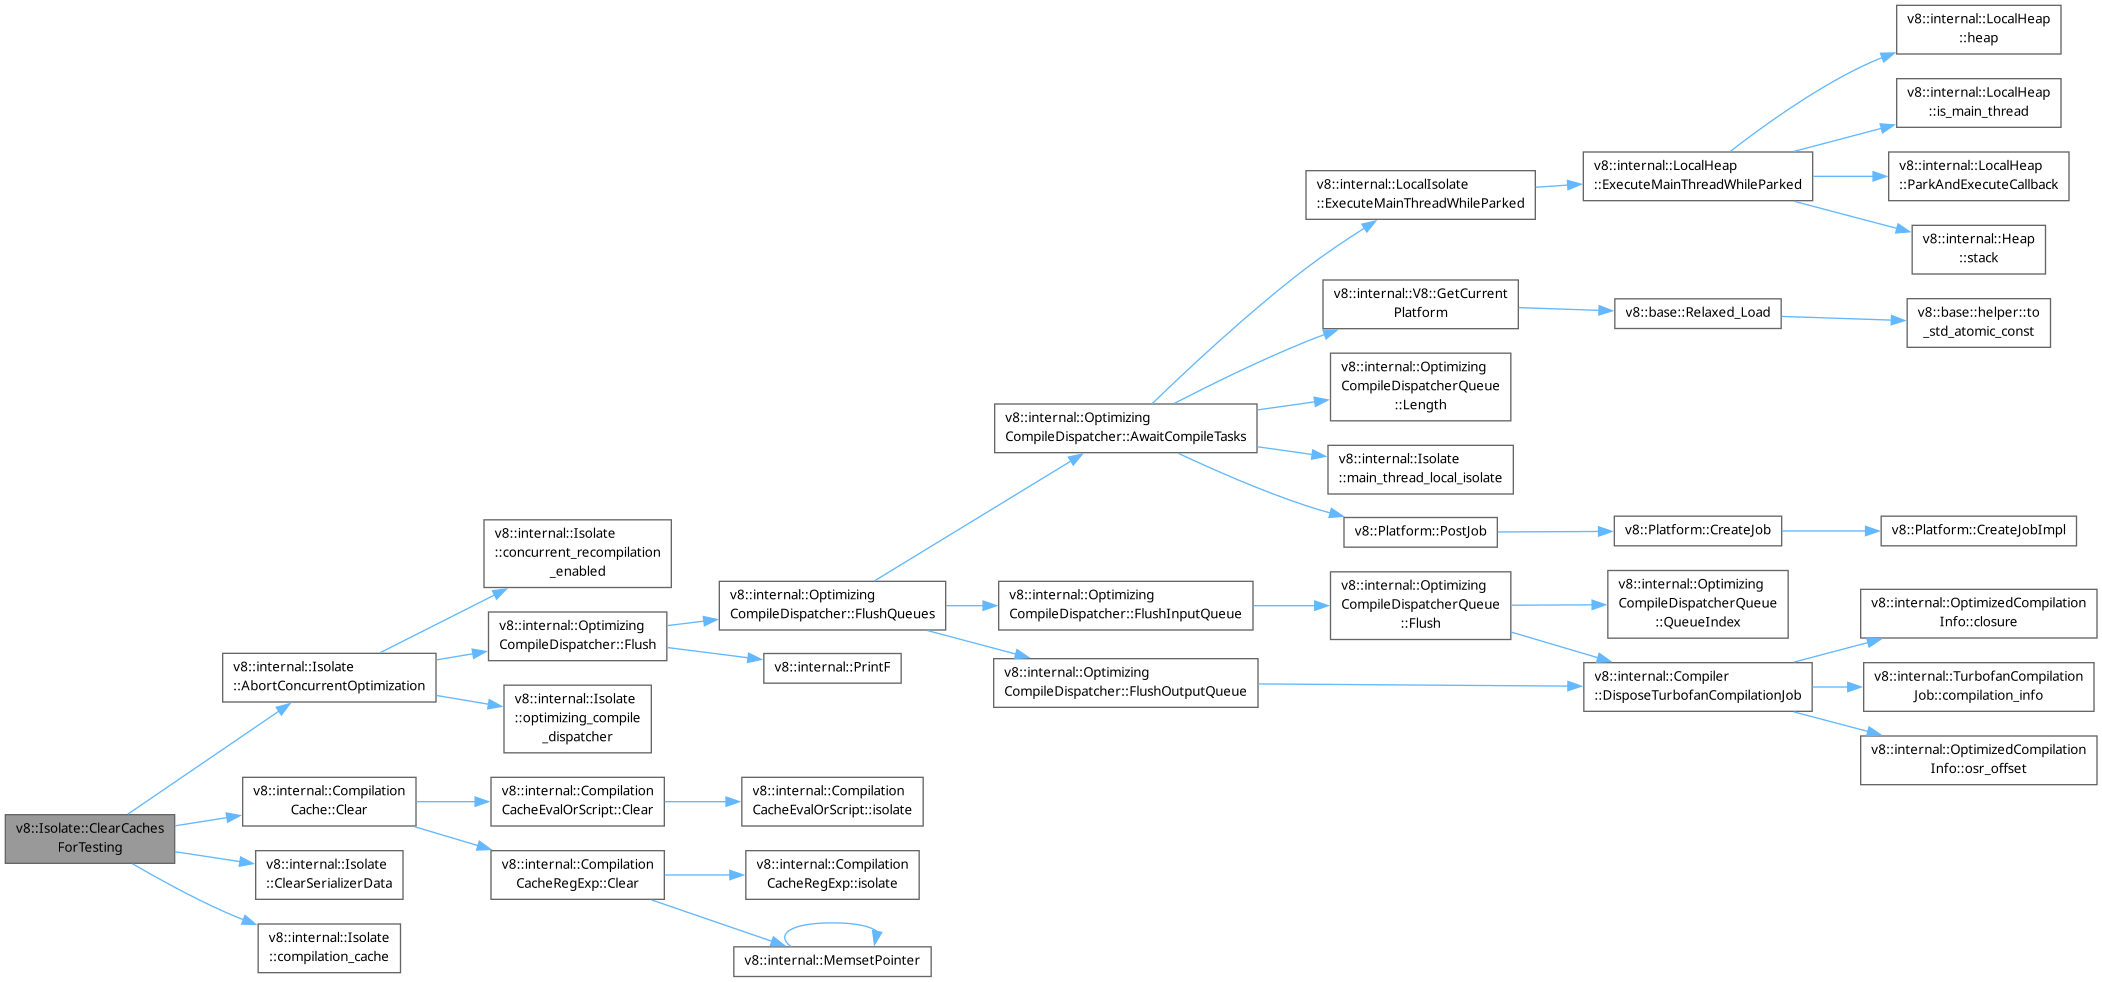 v8::Isolate::ClearCaches
ForTesting
v8::internal::Isolate
::AbortConcurrentOptimization
v8::internal::Compilation
Cache::Clear
v8::internal::Isolate
::ClearSerializerData
v8::internal::Isolate
::compilation_cache
v8::internal::Isolate
::concurrent_recompilation
_enabled
v8::internal::Optimizing
CompileDispatcher::Flush
v8::internal::Isolate
::optimizing_compile
_dispatcher
v8::internal::Compilation
CacheEvalOrScript::Clear
v8::internal::Compilation
CacheRegExp::Clear
v8::internal::Optimizing
CompileDispatcher::FlushQueues
v8::internal::PrintF
v8::internal::Compilation
CacheEvalOrScript::isolate
v8::internal::Compilation
CacheRegExp::isolate
v8::internal::MemsetPointer
v8::internal::Optimizing
CompileDispatcher::AwaitCompileTasks
v8::internal::Optimizing
CompileDispatcher::FlushInputQueue
v8::internal::Optimizing
CompileDispatcher::FlushOutputQueue
v8::internal::LocalIsolate
::ExecuteMainThreadWhileParked
v8::internal::V8::GetCurrent
Platform
v8::internal::Optimizing
CompileDispatcherQueue
::Length
v8::internal::Isolate
::main_thread_local_isolate
v8::Platform::PostJob
v8::internal::Optimizing
CompileDispatcherQueue
::Flush
v8::internal::LocalHeap
::ExecuteMainThreadWhileParked
v8::base::Relaxed_Load
v8::Platform::CreateJob
v8::internal::Optimizing
CompileDispatcherQueue
::QueueIndex
v8::internal::Compiler
::DisposeTurbofanCompilationJob
v8::internal::LocalHeap
::heap
v8::internal::LocalHeap
::is_main_thread
v8::internal::LocalHeap
::ParkAndExecuteCallback
v8::internal::Heap
::stack
v8::base::helper::to
_std_atomic_const
v8::Platform::CreateJobImpl
v8::internal::OptimizedCompilation
Info::closure
v8::internal::TurbofanCompilation
Job::compilation_info
v8::internal::OptimizedCompilation
Info::osr_offset